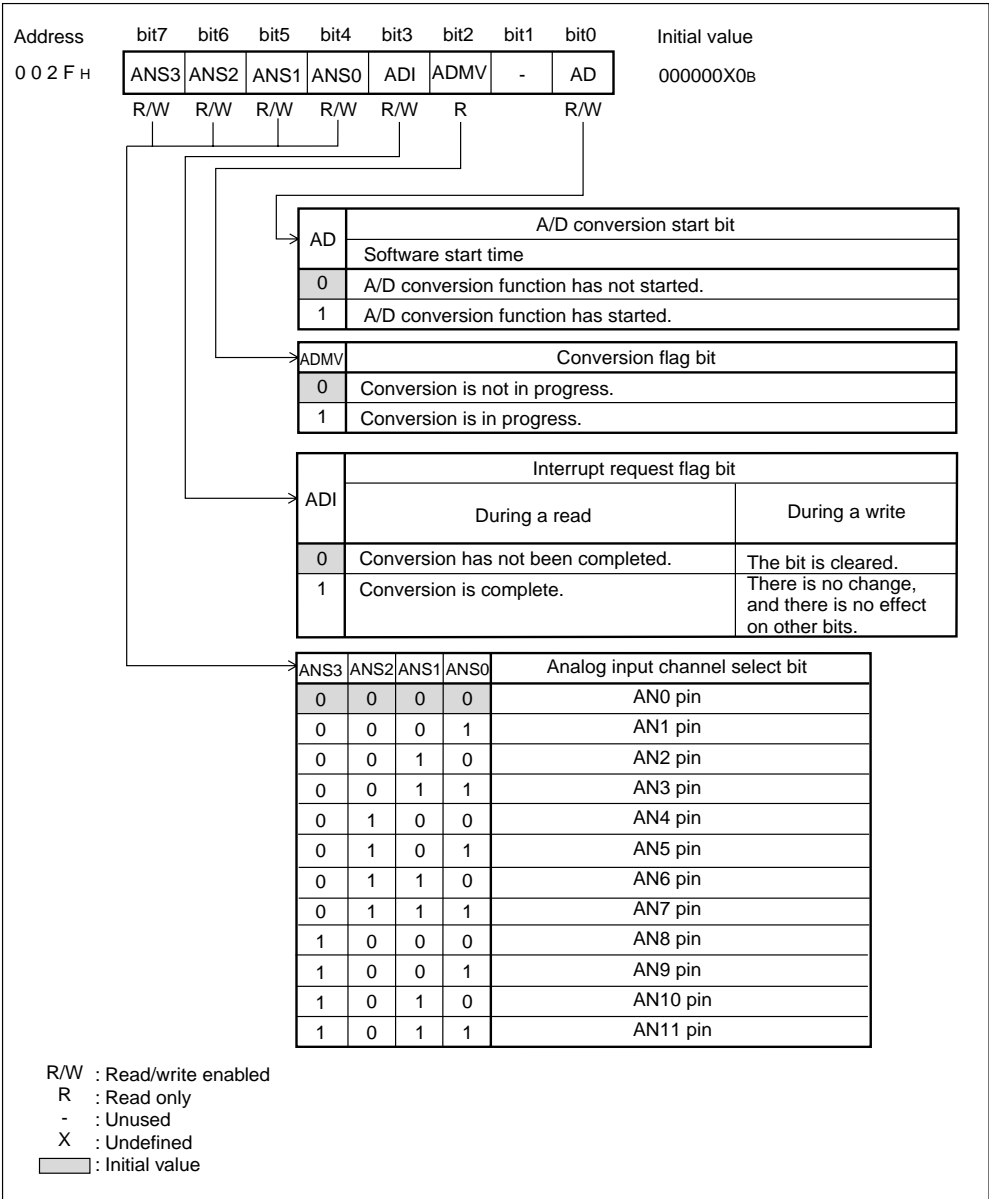 Address bit7 bit6 bit5 bit4 bit3 bit2 bit1 bit0 Initial value
0 0 2 F H ANS3 ANS2 ANS1 ANS0 ADI ADMV - AD 000000X0B
R/W R/W R/W R/W R/W R R/W
AD A/D conversion start bit
Software start time
0 A/D conversion function has not started.
1 A/D conversion function has started.
ADMV Conversion flag bit
0 Conversion is not in progress.
1 Conversion is in progress.
ADI Interrupt request flag bit
During a read During a write
0 Conversion has not been completed. The bit is cleared.
1 Conversion is complete. There is no change,
and there is no effect
on other bits.
ANS3 ANS2 ANS1 ANS0 Analog input channel select bit
0 0 0 0 AN0 pin
0 0 0 1 AN1 pin
0 0 1 0 AN2 pin
0 0 1 1 AN3 pin
0 1 0 0 AN4 pin
0 1 0 1 AN5 pin
0 1 1 0 AN6 pin
0 1 1 1 AN7 pin
1 0 0 0 AN8 pin
1 0 0 1 AN9 pin
1 0 1 0 AN10 pin
1 0 1 1 AN11 pin
R/W : Read/write enabled
R : Read only
- : Unused
X : Undefined
: Initial value